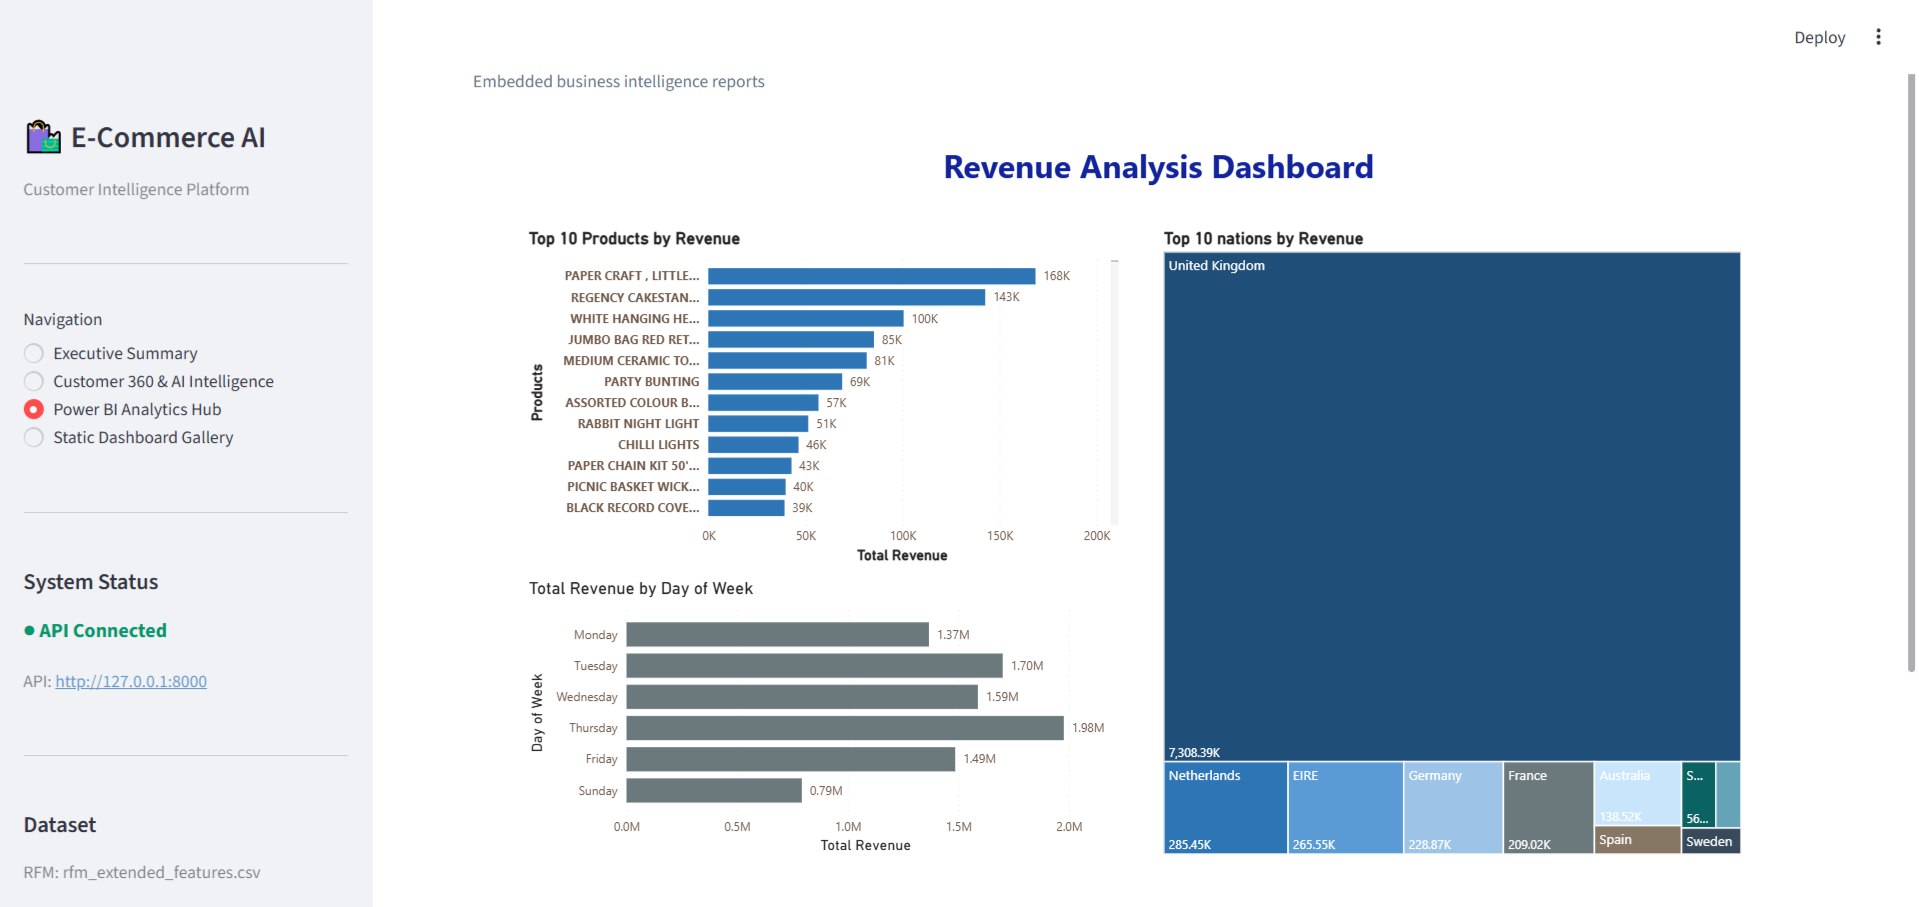 Deploy
E-Commerce AI
Customer Intelligence Platform
Navigation
Executive Summary
Customer 360 & AI Intelligence
Power BI Analytics Hub
Static Dashboard Gallery
System Status
API Connected
API: http://127.0.0.1:8000
Dataset
RFM: rfm_extended_features.csv
Embedded business intelligence reports
Revenue Analysis Dashboard
Top 10 Products by Revenue
Products
PAPER CRAFT , LITTLE... 168K
REGENCY CAKESTAN... 143K
WHITE HANGING HE... 100K
JUMBO BAG RED RET... 85K
MEDIUM CERAMIC TO... 81K
PARTY BUNTING 69K
ASSORTED COLOUR B... 57K
RABBIT NIGHT LIGHT 51K
CHILLI LIGHTS 46K
PAPER CHAIN KIT 50'... 43K
PICNIC BASKET WICK... 40K
BLACK RECORD COVE... 39K
0K 50K 100K 150K 200K
Total Revenue
Total Revenue by Day of Week
Day of Week
Monday 1.37M
Tuesday 1.70M
Wednesday 1.59M
Thursday 1.98M
Friday 1.49M
Sunday 0.79M
0.0M 0.5M 1.0M 1.5M 2.0M
Total Revenue
Top 10 nations by Revenue
United Kingdom
7,308.39K
Netherlands
285.45K
EIRE
265.55K
Germany
228.87K
France
209.02K
Australia
138.52K
Spain
S...
56...
Sweden